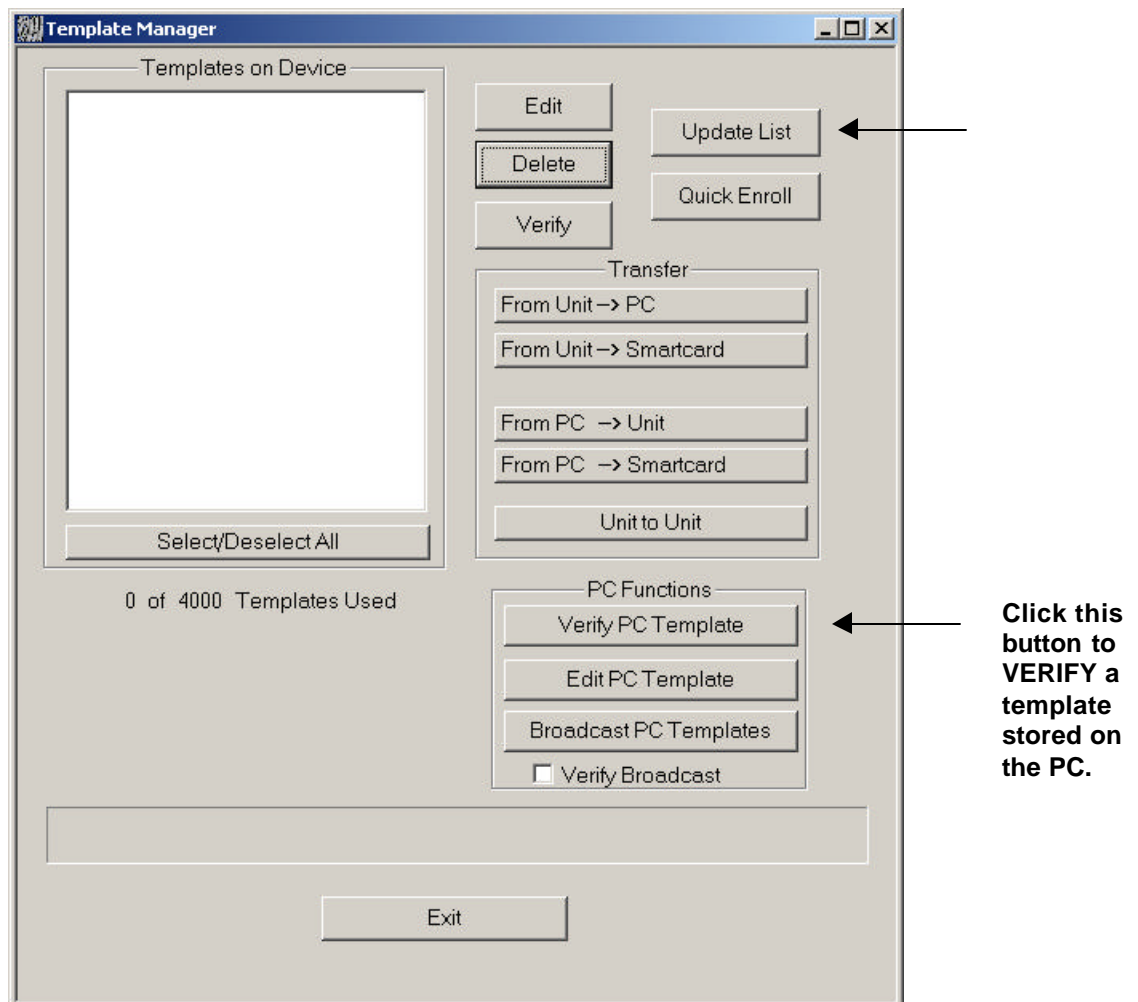 Template Manager
Templates on Device
Select/Deselect All
0 of 4000 Templates Used
Edit
Delete
Verify
Update List
Quick Enroll
Transfer
From Unit -> PC
From Unit -> Smartcard
From PC -> Unit
From PC -> Smartcard
Unit to Unit
PC Functions
Verify PC Template
Edit PC Template
Broadcast PC Templates
Verify Broadcast
Exit
Click this
button to
VERIFY a
template
stored on
the PC.